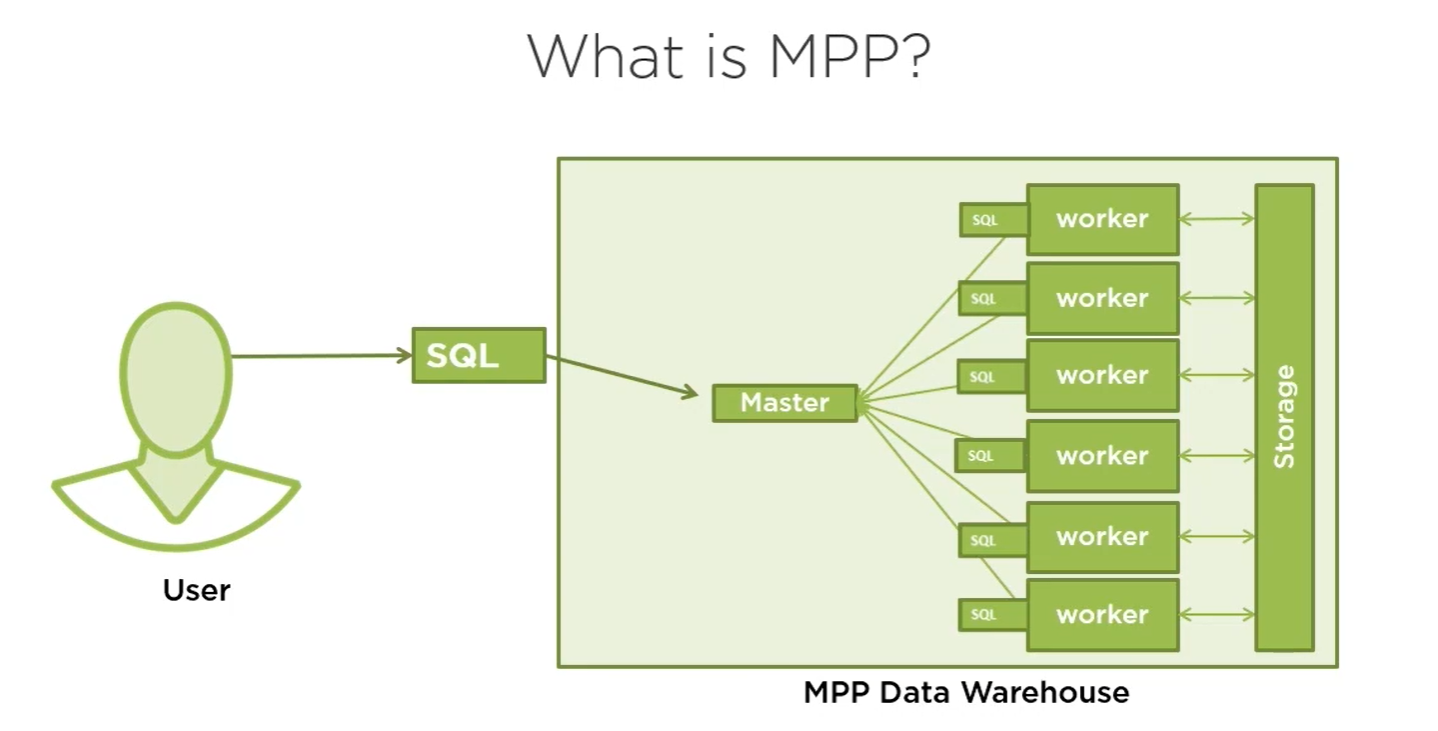 What is MPP?
User
SQL
Master
SQL
worker
SQL
worker
SQL
worker
SQL
worker
SQL
worker
SQL
worker
Storage
MPP Data Warehouse